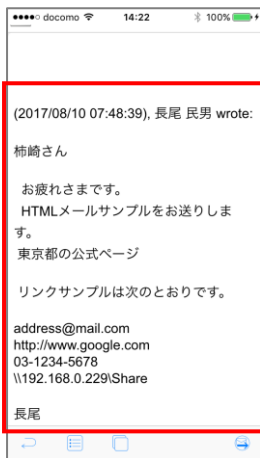 docomo 14:22 100%
(2017/08/10 07:48:39), 長尾 民男 wrote:
柿崎さん
お疲れさまです。
HTMLメールサンプルをお送りしま
す。
東京都の公式ページ
リンクサンプルは次のとおりです。
address@mail.com
http://www.google.com
03-1234-5678
\\192.168.0.229\Share
長尾